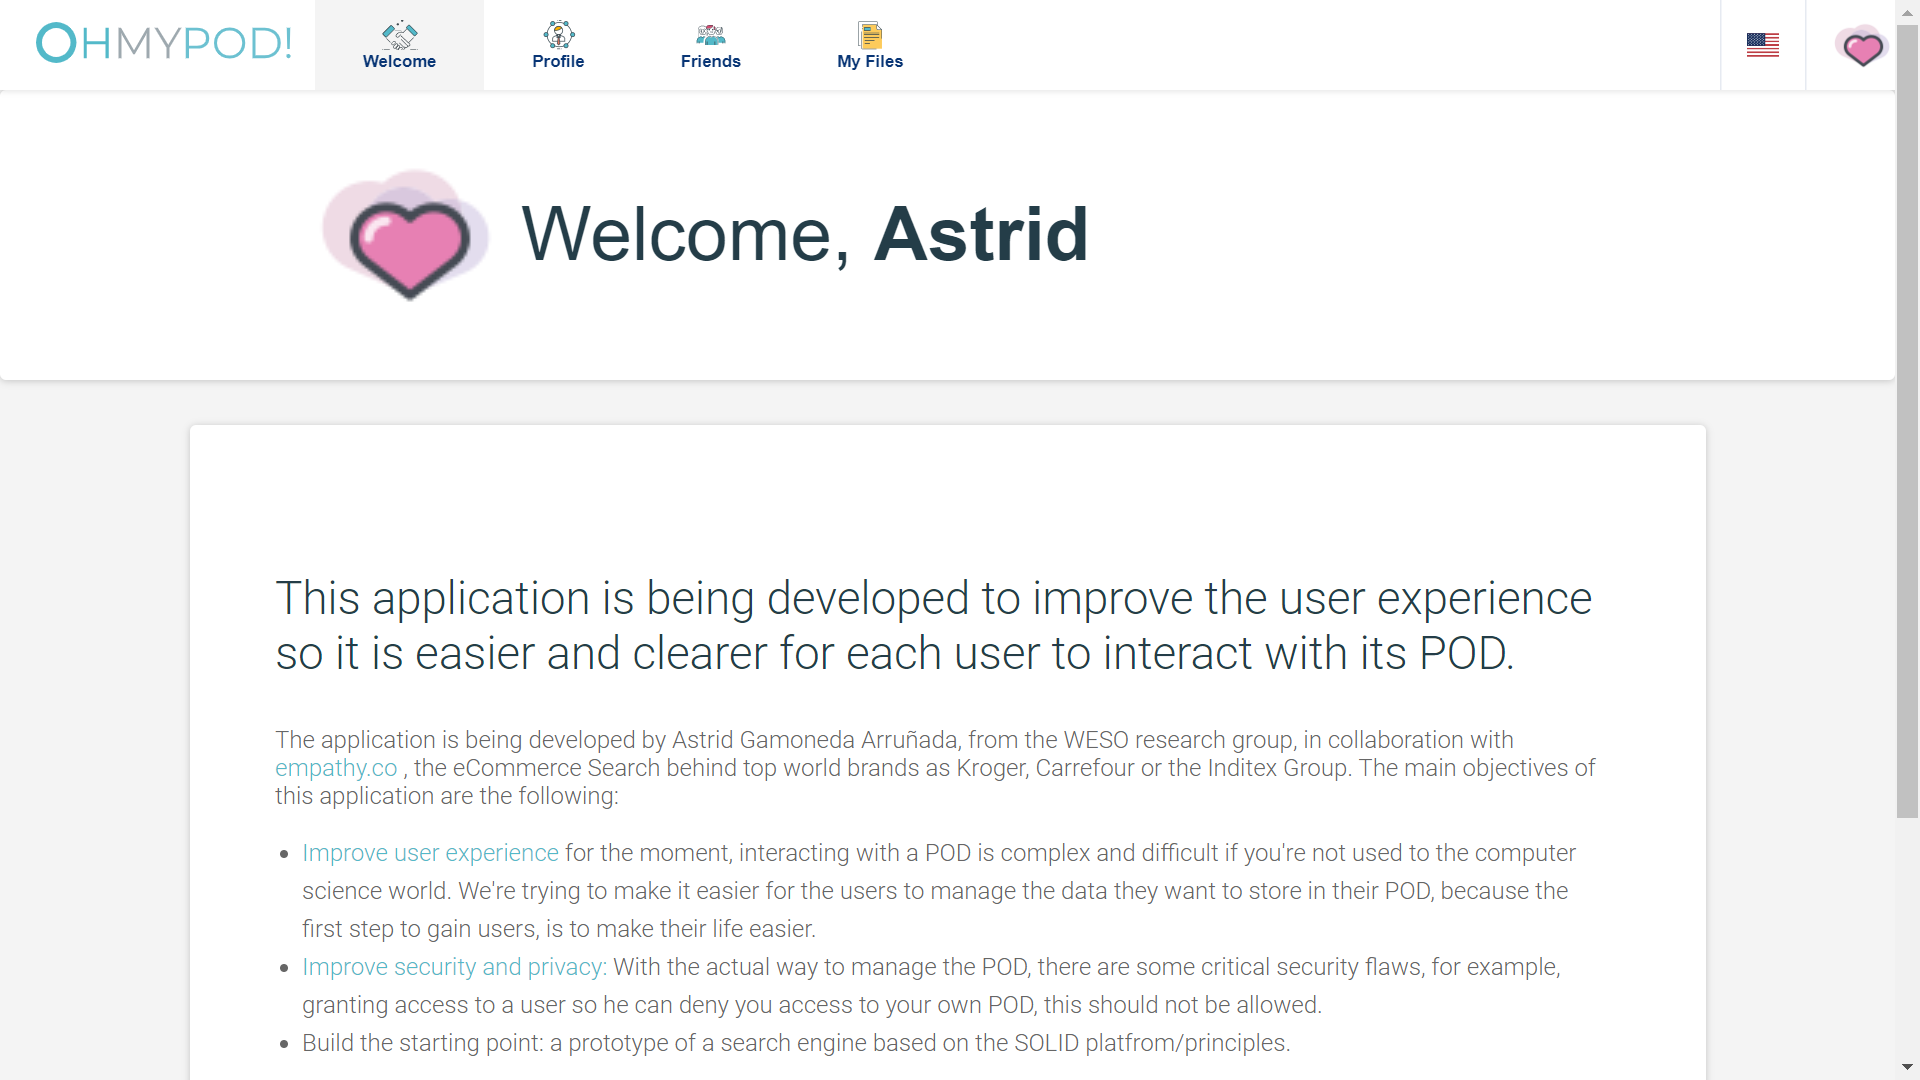 OHMYPOD!
Welcome
Profile
Friends
My Files
Welcome, Astrid
This application is being developed to improve the user experience
so it is easier and clearer for each user to interact with its POD.
The application is being developed by Astrid Gamoneda Arruñada, from the WESO research group, in collaboration with
empathy.co , the eCommerce Search behind top world brands as Kroger, Carrefour or the Inditex Group. The main objectives of
this application are the following:
• Improve user experience for the moment, interacting with a POD is complex and difficult if you're not used to the computer
science world. We're trying to make it easier for the users to manage the data they want to store in their POD, because the
first step to gain users, is to make their life easier.
• Improve security and privacy: With the actual way to manage the POD, there are some critical security flaws, for example,
granting access to a user so he can deny you access to your own POD, this should not be allowed.
• Build the starting point: a prototype of a search engine based on the SOLID platfrom/principles.